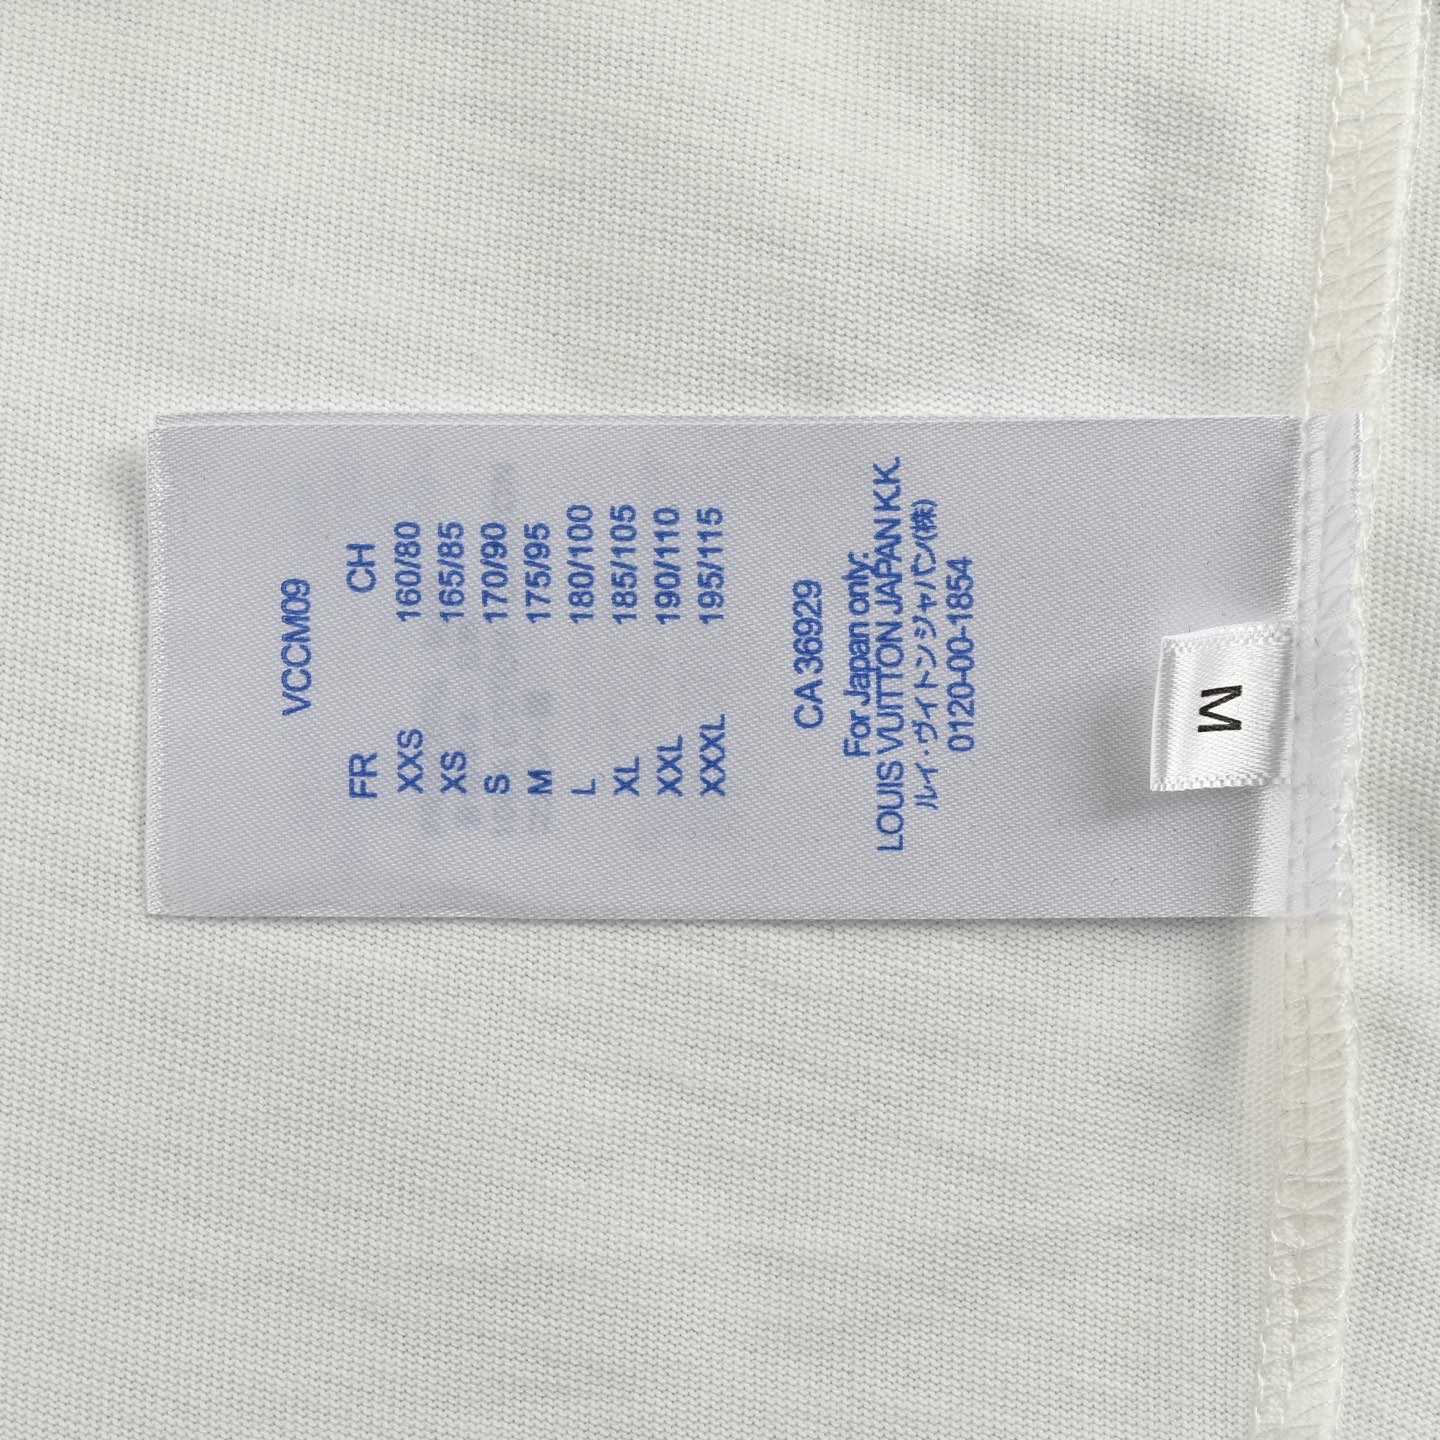 VCCM09
FR CH
XXS 160/80
XS 165/85
S 170/90
M 175/95
L 180/100
XL 185/105
XXL 190/110
XXXL 195/115
CA 36929
For Japan only:
LOUIS VUITTON JAPAN K.K.
ルイ・ヴィトンジャパン(株)
0120-00-1854
M